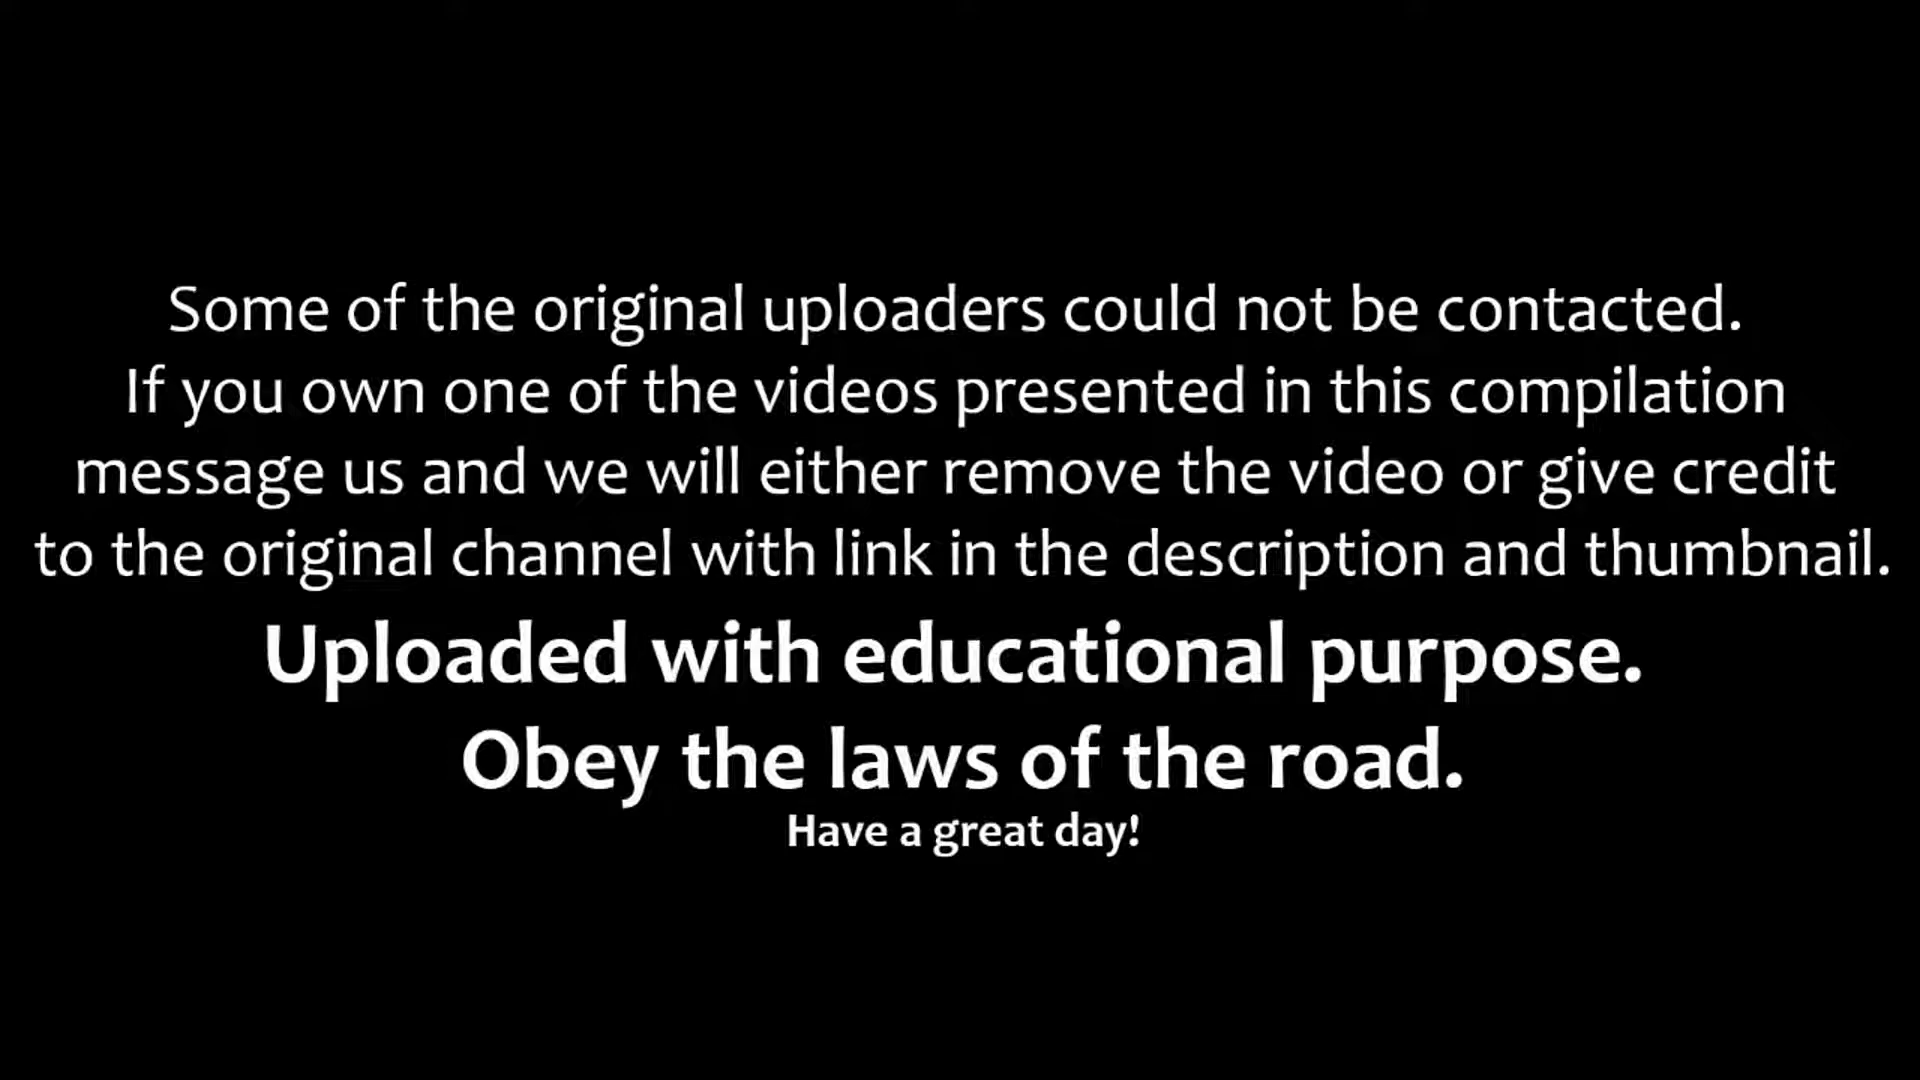 Some of the original uploaders could not be contacted.
If you own one of the videos presented in this compilation
message us and we will either remove the video or give credit
to the original channel with link in the description and thumbnail.
Uploaded with educational purpose.
Obey the laws of the road.
Have a great day!